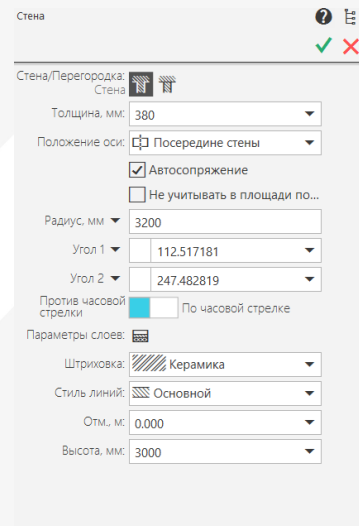 Стена
Стена/Перегородка:
Стена
Толщина, мм: 380
Положение оси: Посередине стены
Автосопряжение
Не учитывать в площади по...
Радиус, мм 3200
Угол 1 112.517181
Угол 2 247.482819
Против часовой стрелки По часовой стрелке
Параметры слоев:
Штриховка: Керамика
Стиль линий: Основной
Отм., м: 0.000
Высота, мм: 3000